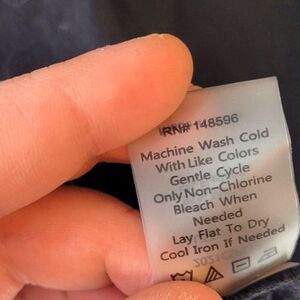 RN# 148596
Machine Wash Cold
With Like Colors
Gentle Cycle
Only Non-Chlorine
Bleach When
Needed
Lay Flat To Dry
Cool Iron If Needed